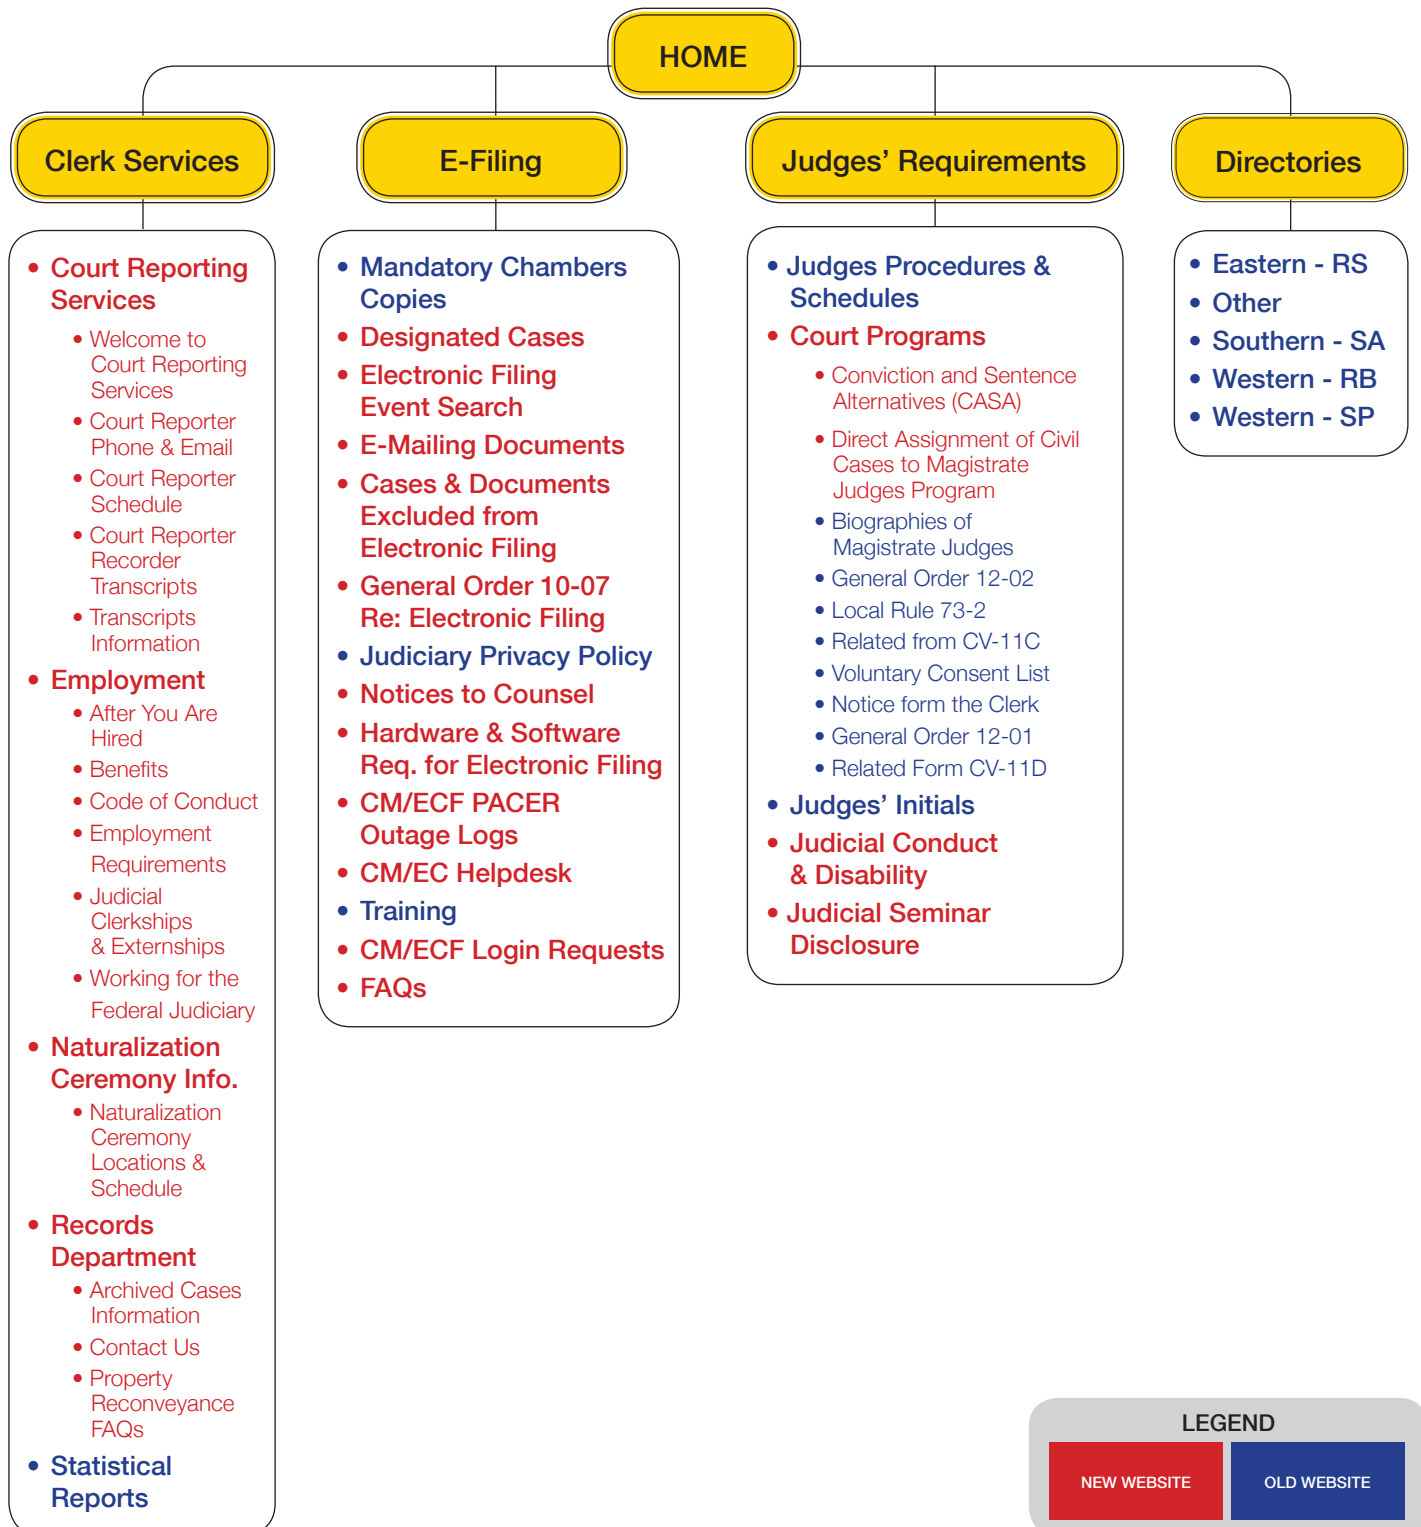 HOME
Clerk Services
• Court Reporting
Services
• Welcome to
Court Reporting
Services
• Court Reporter
Phone & Email
• Court Reporter
Schedule
• Court Reporter
Recorder
Transcripts
• Transcripts
Information
• Employment
• After You Are
Hired
• Benefits
• Code of Conduct
• Employment
Requirements
• Judicial
Clerkships
& Externships
• Working for the
Federal Judiciary
• Naturalization
Ceremony Info.
• Naturalization
Ceremony
Locations &
Schedule
• Records
Department
• Archived Cases
Information
• Contact Us
• Property
Reconveyance
FAQs
• Statistical
Reports
E-Filing
• Mandatory Chambers
Copies
• Designated Cases
• Electronic Filing
Event Search
• E-Mailing Documents
• Cases & Documents
Excluded from
Electronic Filing
• General Order 10-07
Re: Electronic Filing
• Judiciary Privacy Policy
• Notices to Counsel
• Hardware & Software
Req. for Electronic Filing
• CM/ECF PACER
Outage Logs
• CM/EC Helpdesk
• Training
• CM/ECF Login Requests
• FAQs
Judges’ Requirements
• Judges Procedures &
Schedules
• Court Programs
• Conviction and Sentence
Alternatives (CASA)
• Direct Assignment of Civil
Cases to Magistrate
Judges Program
• Biographies of
Magistrate Judges
• General Order 12-02
• Local Rule 73-2
• Related from CV-11C
• Voluntary Consent List
• Notice form the Clerk
• General Order 12-01
• Related Form CV-11D
• Judges’ Initials
• Judicial Conduct
& Disability
• Judicial Seminar
Disclosure
Directories
• Eastern - RS
• Other
• Southern - SA
• Western - RB
• Western - SP
LEGEND
NEW WEBSITE
OLD WEBSITE